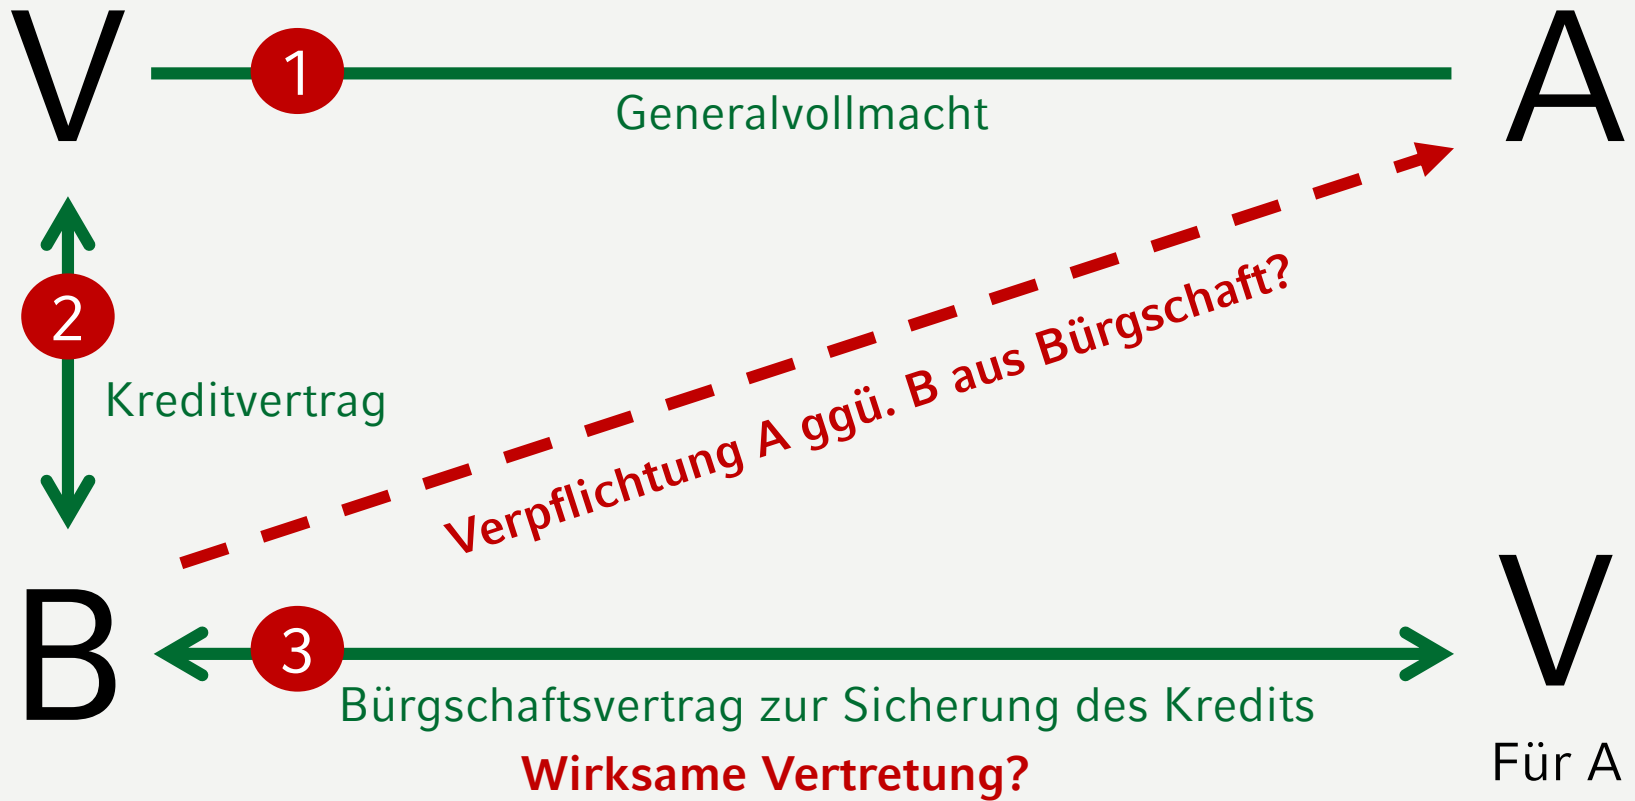 V
1
A
Generalvollmacht
2
Kreditvertrag
Verpflichtung A ggü. B aus Bürgschaft?
B
3
V
Bürgschaftsvertrag zur Sicherung des Kredits
Für A
Wirksame Vertretung?